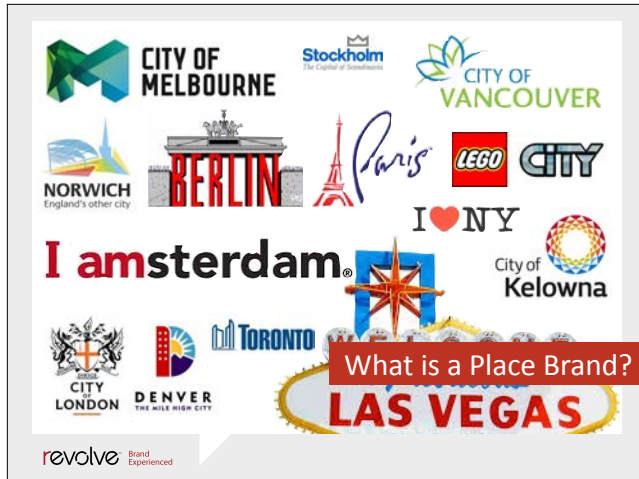 CITY OF
MELBOURNE
Stockholm
The Capital of Scandinavia
CITY OF
VANCOUVER
NORWICH
England's other city
BERLIN
Paris
LEGO CITY
I NY
I amsterdam®
City of
Kelowna
CITY
OF
LONDON
DENVER
THE MILE HIGH CITY
TORONTO
WELCOME
What is a Place Brand?
LAS VEGAS
revolve™
Brand
Experienced